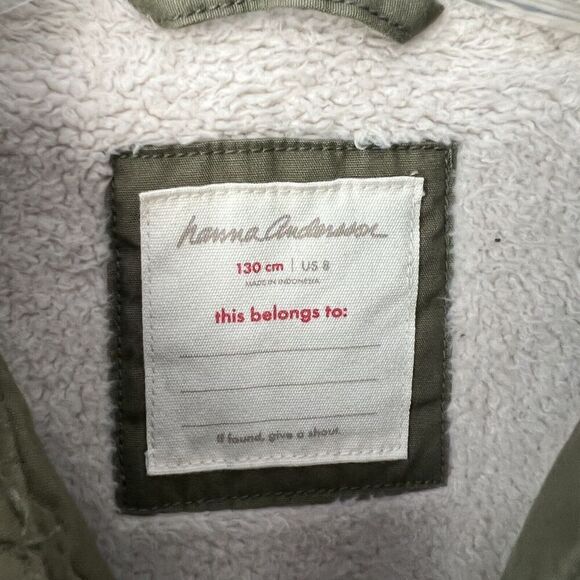 hanna andersson
130 cm | US 8
MADE IN INDONESIA
this belongs to:
If found, give a shout.